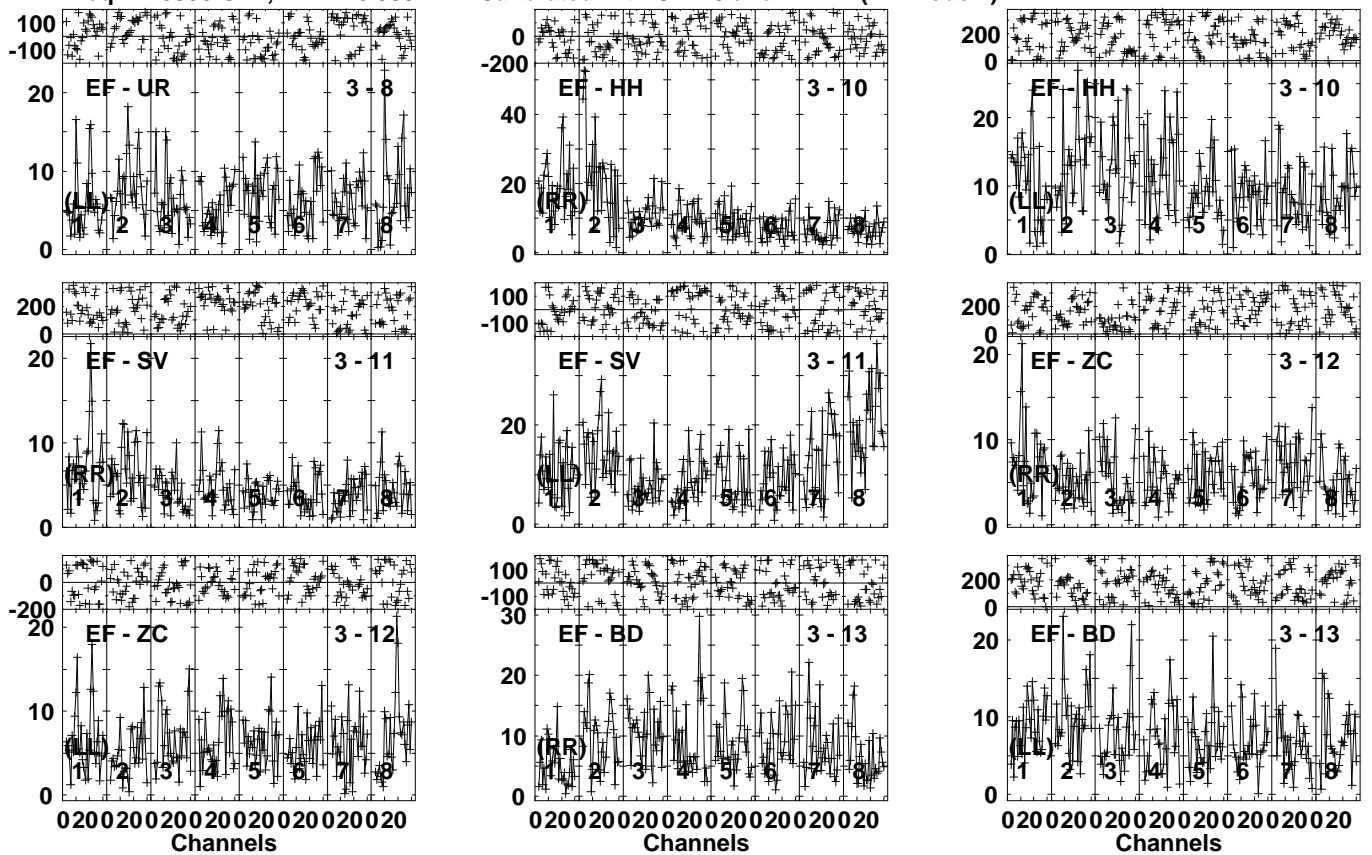 100
-100
EF - UR 3 - 8
20
10
0
(LL)
1 2 3 4 5 6 7 8
0
-200
EF - HH 3 - 10
40
20
0
(RR)
1 2 3 4 5 6 7 8
200
0
EF - HH 3 - 10
20
10
0
(LL)
1 2 3 4 5 6 7 8
200
0
EF - SV 3 - 11
20
10
0
(RR)
1 2 3 4 5 6 7 8
100
-100
EF - SV 3 - 11
20
0
(LL)
1 2 3 4 5 6 7 8
200
0
EF - ZC 3 - 12
20
10
0
(RR)
1 2 3 4 5 6 7 8
0
-200
EF - ZC 3 - 12
20
10
0
(LL)
1 2 3 4 5 6 7 8
020020020020020020020020
Channels
100
-100
EF - BD 3 - 13
30
20
10
0
(RR)
1 2 3 4 5 6 7 8
020020020020020020020020
Channels
200
0
EF - BD 3 - 13
20
10
0
(LL)
1 2 3 4 5 6 7 8
020020020020020020020020
Channels